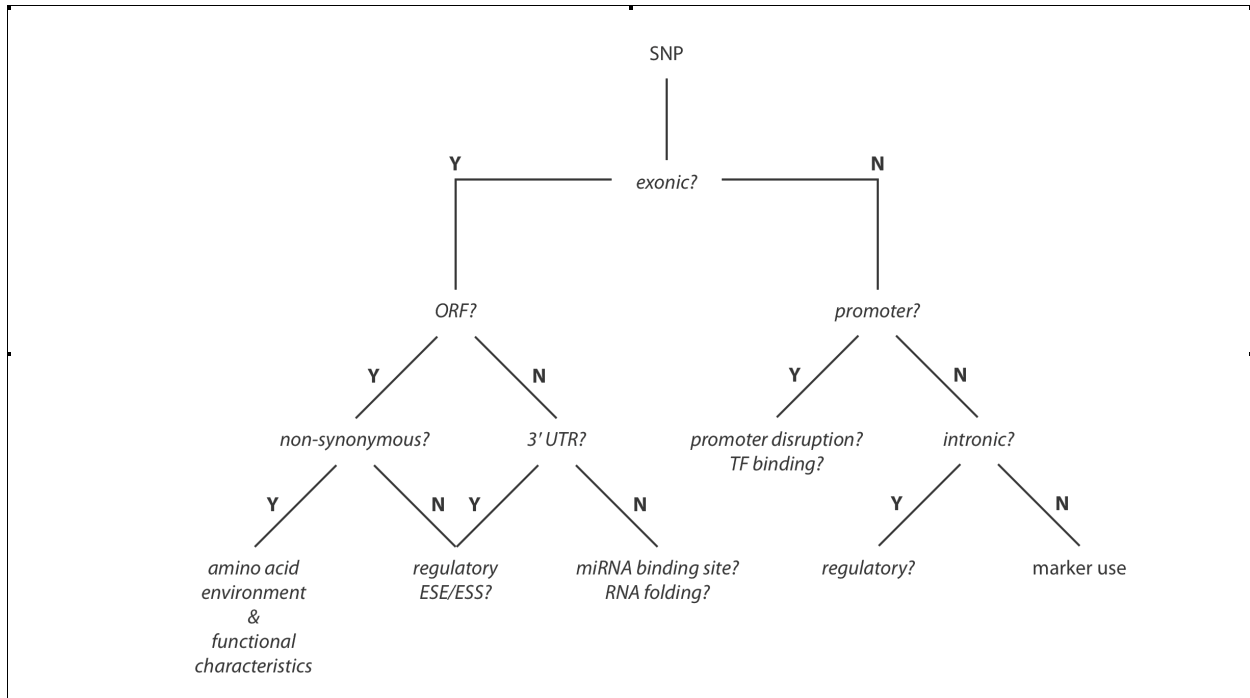 SNP
Y
N
exonic?
ORF?
promoter?
Y
N
Y
N
non-synonymous?
3′ UTR?
promoter disruption?
TF binding?
intronic?
Y
N
Y
N
Y
N
amino acid
environment
&
functional
characteristics
regulatory
ESE/ESS?
miRNA binding site?
RNA folding?
regulatory?
marker use